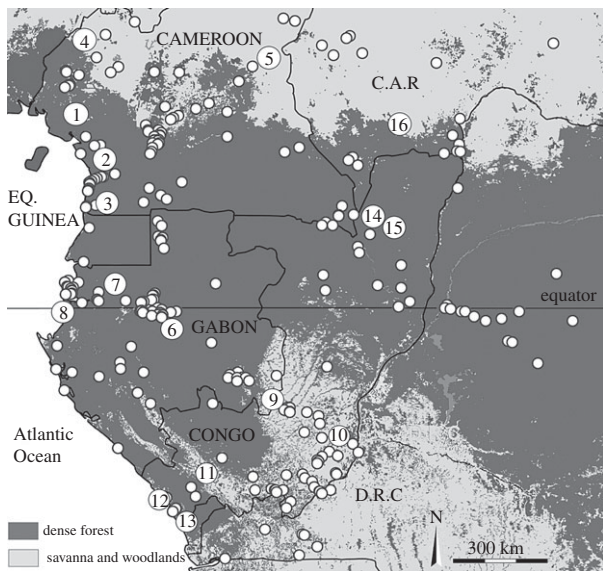 4
CAMEROON
5
C.A.R
1
16
2
EQ.
GUINEA
3
14
15
7
equator
8
6
GABON
9
CONGO
10
Atlantic
Ocean
11
D.R.C
12
13
N
dense forest
savanna and woodlands
300 km